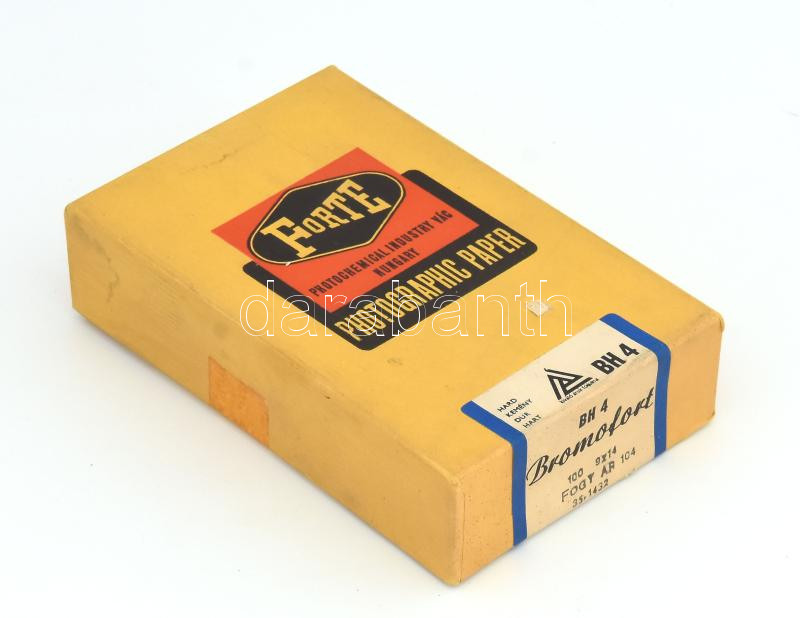 FORTE
PHOTOCHEMICAL INDUSTRY VÁC
HUNGARY
PHOTOGRAPHIC PAPER
darabanth
HARD
KEMÉNY
DUR
HART
BH 4
BH 4
Bromofort
100 9x14
FOGY ÁR 104
35.1432